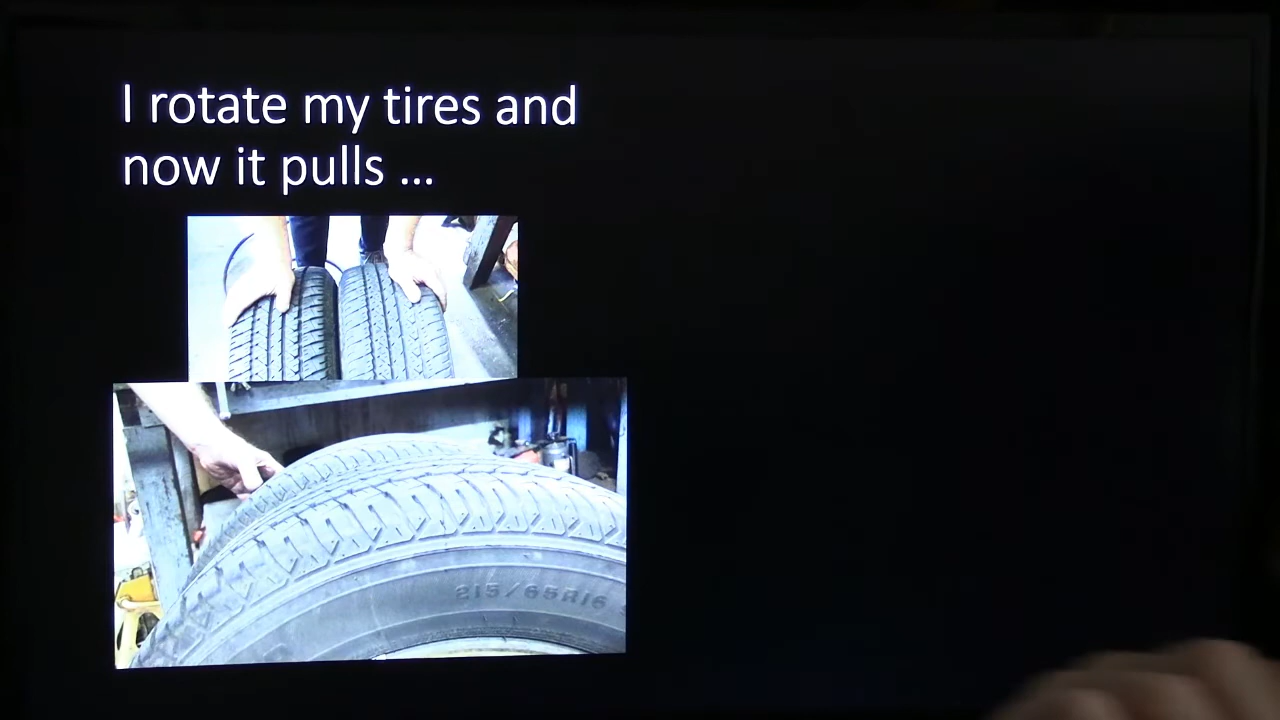 I rotate my tires and
now it pulls ...
215/65R16